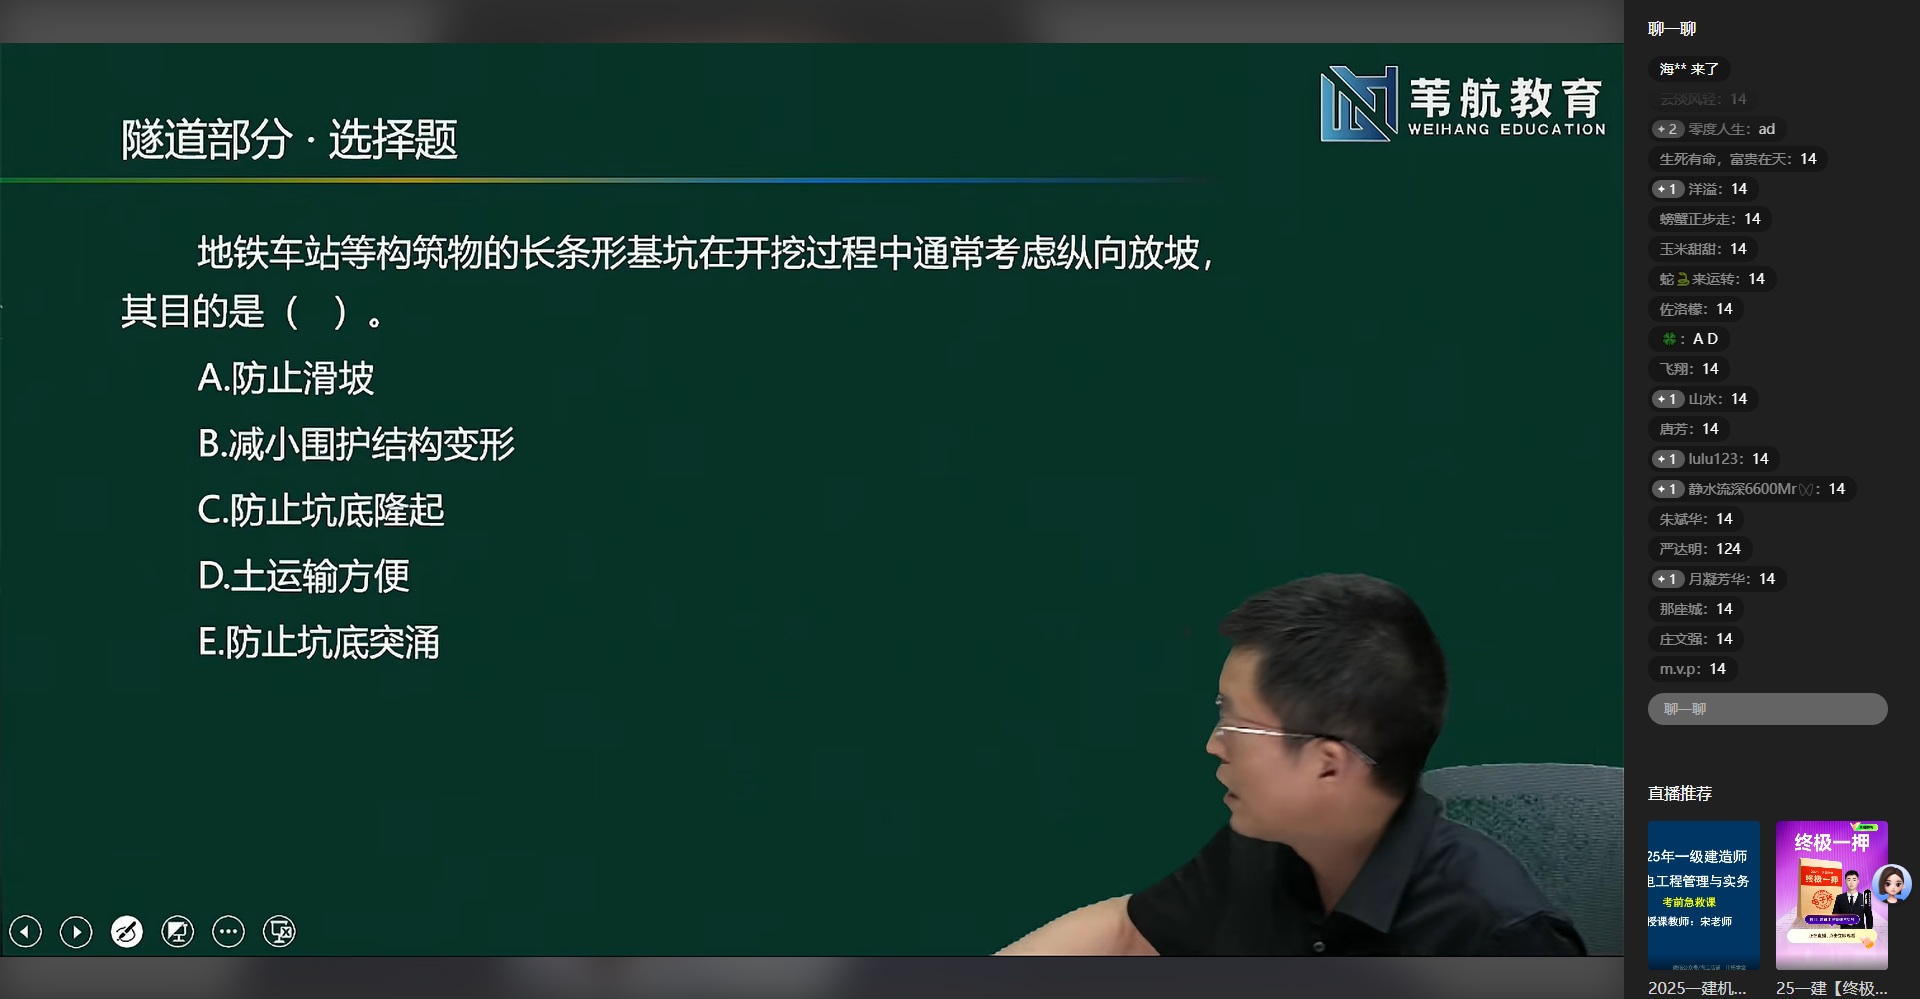 苇航教育
WEIHANG EDUCATION
隧道部分 · 选择题
地铁车站等构筑物的长条形基坑在开挖过程中通常考虑纵向放坡，
其目的是（ ）。
A.防止滑坡
B.减小围护结构变形
C.防止坑底隆起
D.土运输方便
E.防止坑底突涌
聊一聊
海** 来了
云淡风轻：14
+2 零度人生：ad
生死有命，富贵在天：14
+1 洋溢：14
螃蟹正步走：14
玉米甜甜：14
蛇🐍来运转：14
佐洛檬：14
🍀：A D
飞翔：14
+1 山水：14
唐芳：14
+1 lulu123：14
+1 静水流深6600Mr：14
朱斌华：14
严达明：124
+1 月凝芳华：14
那座城：14
庄文强：14
m.v.p：14
聊一聊
直播推荐
25年一级建造师
电工程管理与实务
考前急救课
授课教师：宋老师
2025一建机...
终极一押
终极一押
25一建【终极...